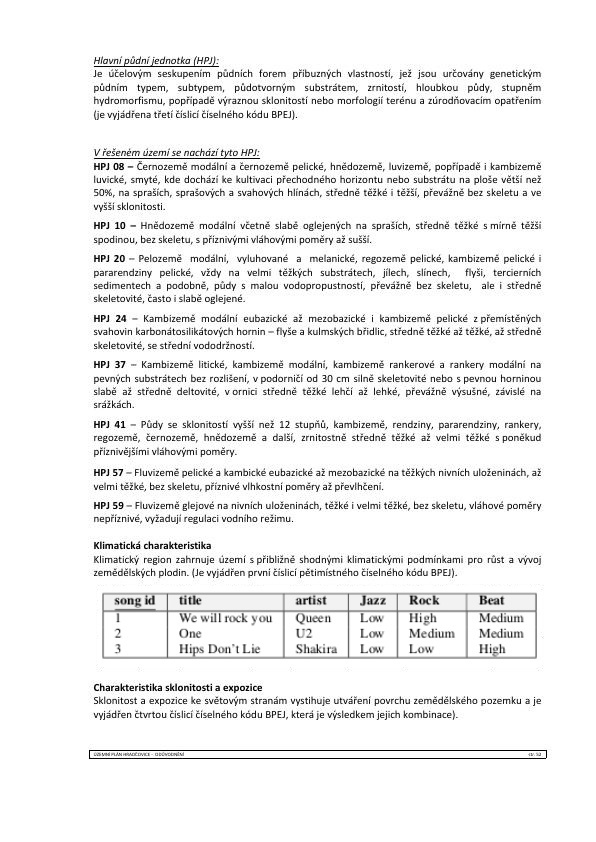 Hlavní půdní jednotka (HPJ):
Je účelovým seskupením půdních forem příbuzných vlastností, jež jsou určovány genetickým
půdním typem, subtypem, půdotvorným substrátem, zrnitostí, hloubkou půdy, stupněm
hydromorfismu, popřípadě výraznou sklonitostí nebo morfologií terénu a zúrodňovacím opatřením
(je vyjádřena třetí číslicí číselného kódu BPEJ).
V řešeném území se nachází tyto HPJ:
HPJ 08 – Černozemě modální a černozemě pelické, hnědozemě, luvizemě, popřípadě i kambizemě
luvické, smyté, kde dochází ke kultivaci přechodného horizontu nebo substrátu na ploše větší než
50%, na spraších, sprašových a svahových hlínách, středně těžké i těžší, převážně bez skeletu a ve
vyšší sklonitosti.
HPJ 10 – Hnědozemě modální včetně slabě oglejených na spraších, středně těžké s mírně těžší
spodinou, bez skeletu, s příznivými vláhovými poměry až sušší.
HPJ 20 – Pelozemě modální, vyluhované a melanické, regozemě pelické, kambizemě pelické i
pararendziny pelické, vždy na velmi těžkých substrátech, jílech, slínech, flyši, tercierních
sedimentech a podobně, půdy s malou vodopropustností, převážně bez skeletu, ale i středně
skeletovité, často i slabě oglejené.
HPJ 24 – Kambizemě modální eubazické až mezobazické i kambizemě pelické z přemístěných
svahovin karbonátosilikátových hornin – flyše a kulmských břidlic, středně těžké až těžké, až středně
skeletovité, se střední vododržností.
HPJ 37 – Kambizemě litické, kambizemě modální, kambizemě rankerové a rankery modální na
pevných substrátech bez rozlišení, v podorničí od 30 cm silně skeletovité nebo s pevnou horninou
slabě až středně deltovité, v ornici středně těžké lehčí až lehké, převážně výsušné, závislé na
srážkách.
HPJ 41 – Půdy se sklonitostí vyšší než 12 stupňů, kambizemě, rendziny, pararendziny, rankery,
regozemě, černozemě, hnědozemě a další, zrnitostně středně těžké až velmi těžké s poněkud
příznivějšími vláhovými poměry.
HPJ 57 – Fluvizemě pelické a kambické eubazické až mezobazické na těžkých nivních uloženinách, až
velmi těžké, bez skeletu, příznivé vlhkostní poměry až převlhčení.
HPJ 59 – Fluvizemě glejové na nivních uloženinách, těžké i velmi těžké, bez skeletu, vláhové poměry
nepříznivé, vyžadují regulaci vodního režimu.
Klimatická charakteristika
Klimatický region zahrnuje území s přibližně shodnými klimatickými podmínkami pro růst a vývoj
zemědělských plodin. (Je vyjádřen první číslicí pětimístného číselného kódu BPEJ).
song id title artist Jazz Rock Beat
1 We will rock you Queen Low High Medium
2 One U2 Low Medium Medium
3 Hips Don't Lie Shakira Low Low High
Charakteristika sklonitosti a expozice
Sklonitost a expozice ke světovým stranám vystihuje utváření povrchu zemědělského pozemku a je
vyjádřen čtvrtou číslicí číselného kódu BPEJ, která je výsledkem jejich kombinace).
ÚZEMNÍ PLÁN HRADČOVICE - ODŮVODNĚNÍ str. 52